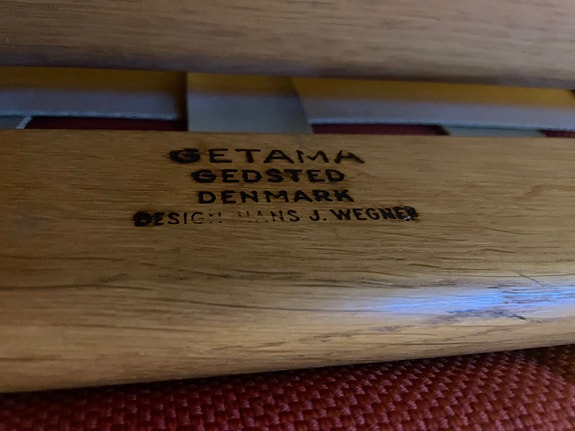 GETAMA
GEDSTED
DENMARK
DESIGN HANS J. WEGNER